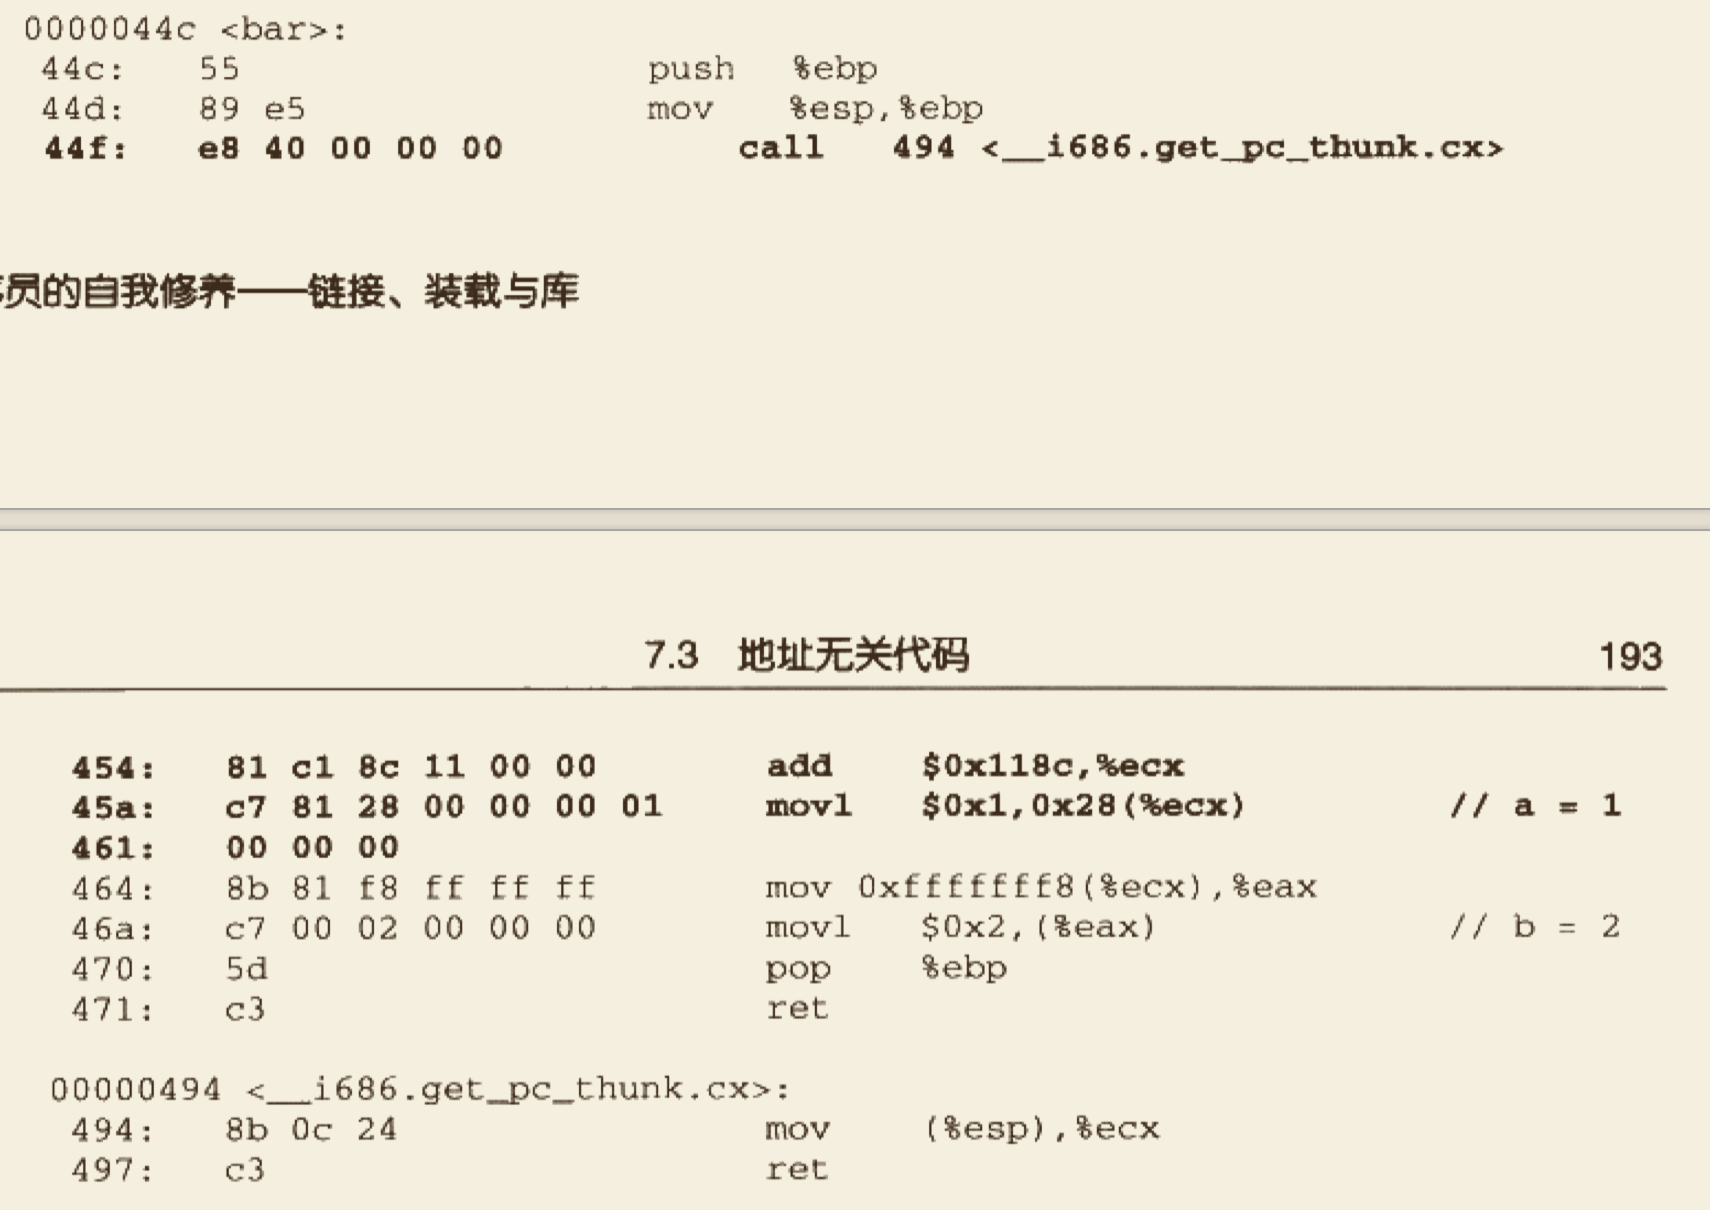 0000044c <bar>:
44c: 55 push %ebp
44d: 89 e5 mov %esp,%ebp
44f: e8 40 00 00 00 call 494 <__i686.get_pc_thunk.cx>
员的自我修养——链接、装载与库
7.3 地址无关代码 193
454: 81 c1 8c 11 00 00 add $0x118c,%ecx
45a: c7 81 28 00 00 00 01 movl $0x1,0x28(%ecx) // a = 1
461: 00 00 00
464: 8b 81 f8 ff ff ff mov 0xfffffff8(%ecx),%eax
46a: c7 00 02 00 00 00 movl $0x2,(%eax) // b = 2
470: 5d pop %ebp
471: c3 ret
00000494 <__i686.get_pc_thunk.cx>:
494: 8b 0c 24 mov (%esp),%ecx
497: c3 ret